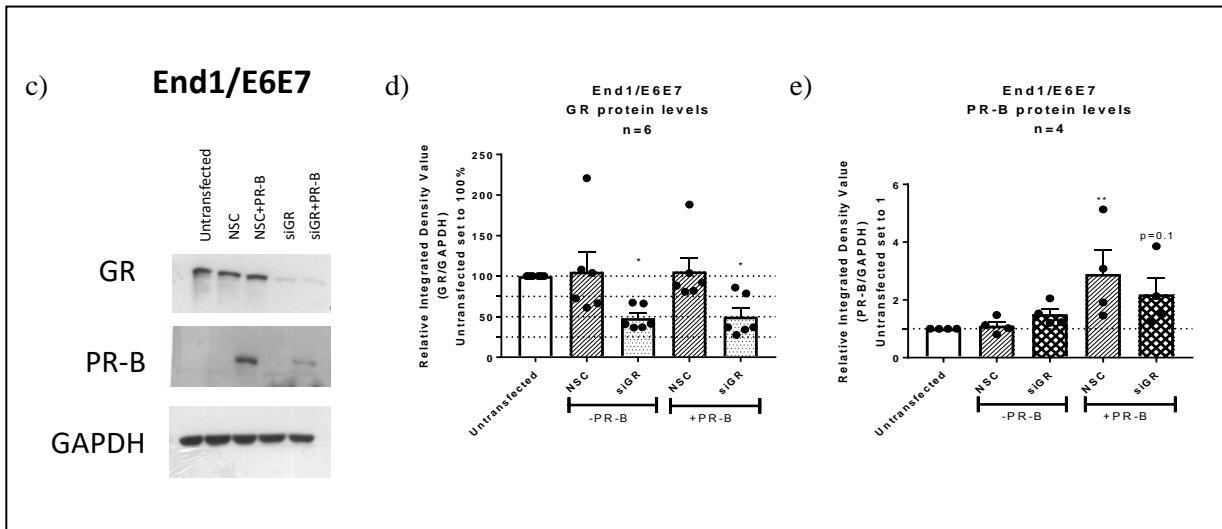 c)
End1/E6E7
Untransfected
NSC
NSC+PR-B
siGR
siGR+PR-B
GR
PR-B
GAPDH
d)
End1/E6E7
GR protein levels
n=6
Relative Integrated Density Value
(GR/GAPDH)
Untransfected set to 100%
250
200
150
100
50
0
*
*
Untransfected
NSC
siGR
NSC
siGR
-PR-B
+PR-B
e)
End1/E6E7
PR-B protein levels
n=4
Relative Integrated Density Value
(PR-B/GAPDH)
Untransfected set to 1
6
4
2
0
**
p=0.1
Untransfected
NSC
siGR
NSC
siGR
-PR-B
+PR-B